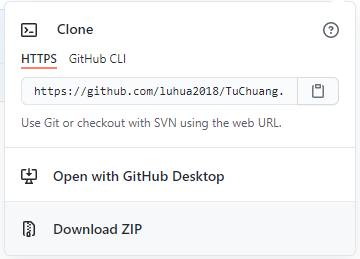 Clone
HTTPS GitHub CLI
https://github.com/luhua2018/TuChuang.
Use Git or checkout with SVN using the web URL.
Open with GitHub Desktop
Download ZIP